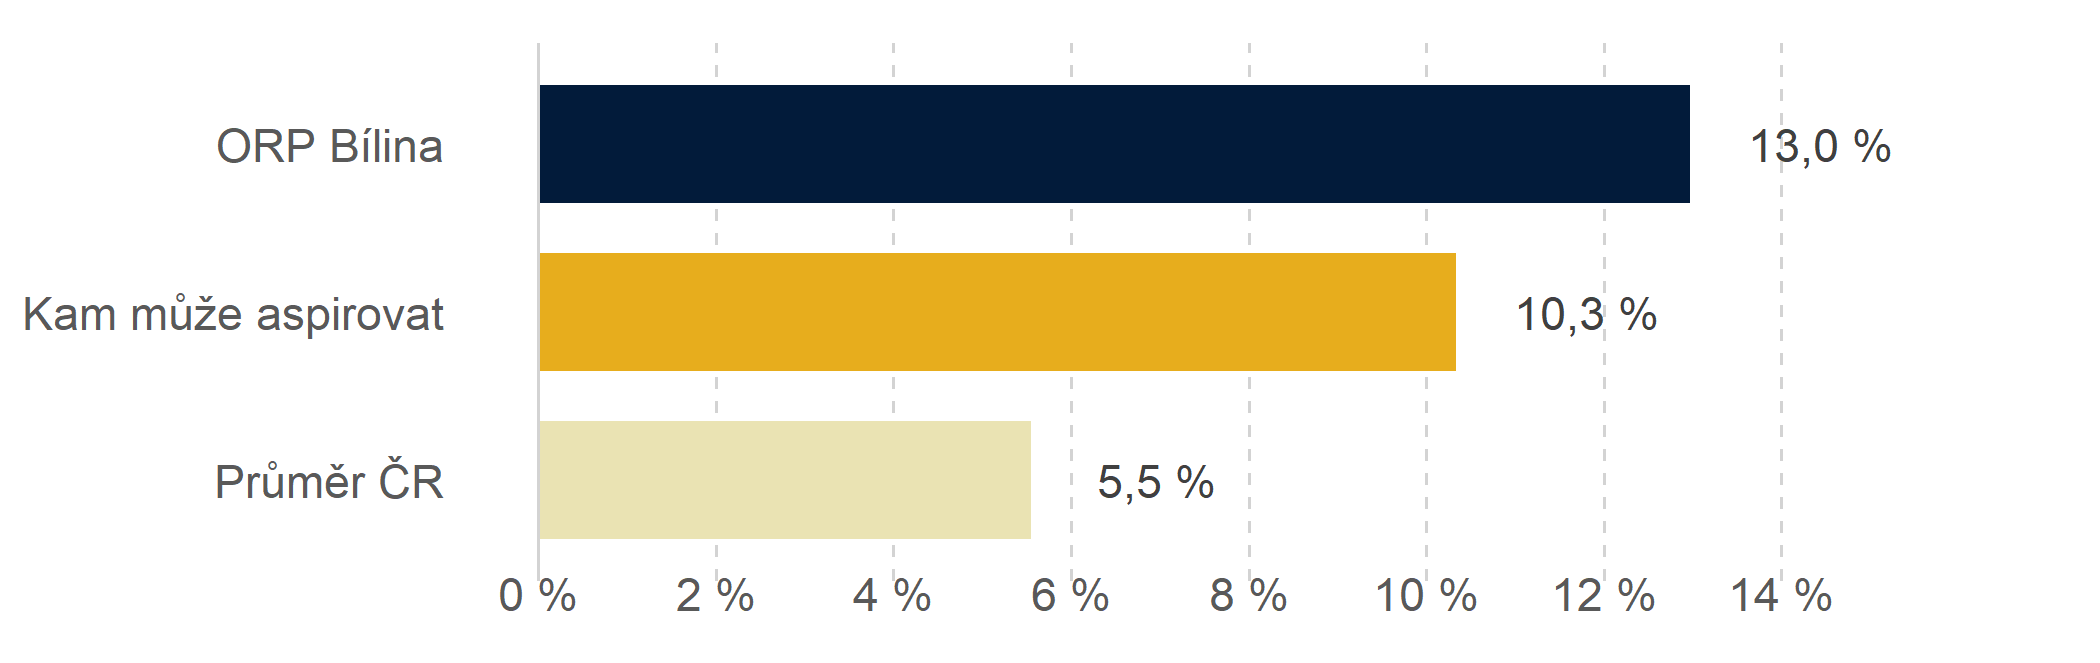 ORP Bílina 13,0 %
Kam může aspirovat 10,3 %
Průměr ČR 5,5 %
0 % 2 % 4 % 6 % 8 % 10 % 12 % 14 %